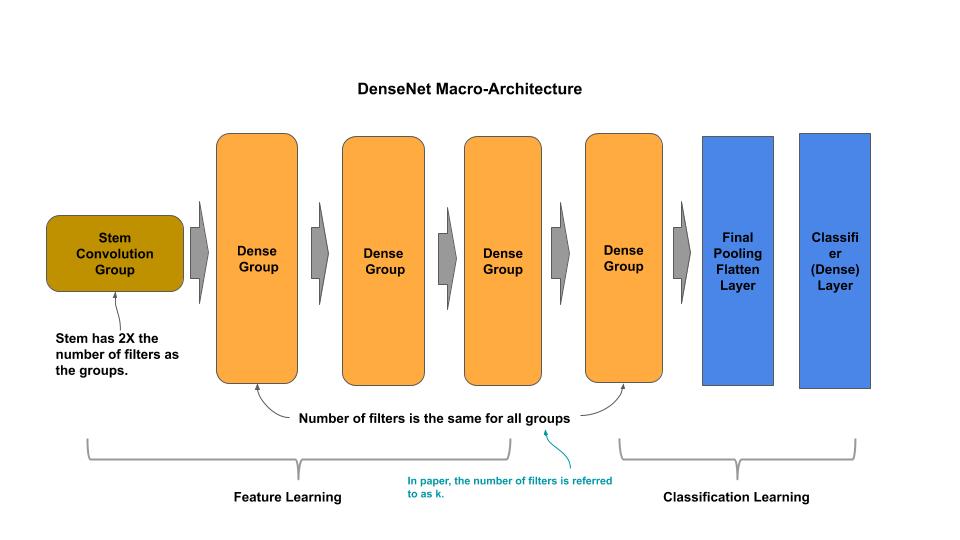 DenseNet Macro-Architecture
Stem
Convolution
Group
Dense
Group
Dense
Group
Dense
Group
Dense
Group
Final
Pooling
Flatten
Layer
Classifi
er
(Dense)
Layer
Stem has 2X the
number of filters as
the groups.
Number of filters is the same for all groups
In paper, the number of filters is referred
to as k.
Feature Learning
Classification Learning